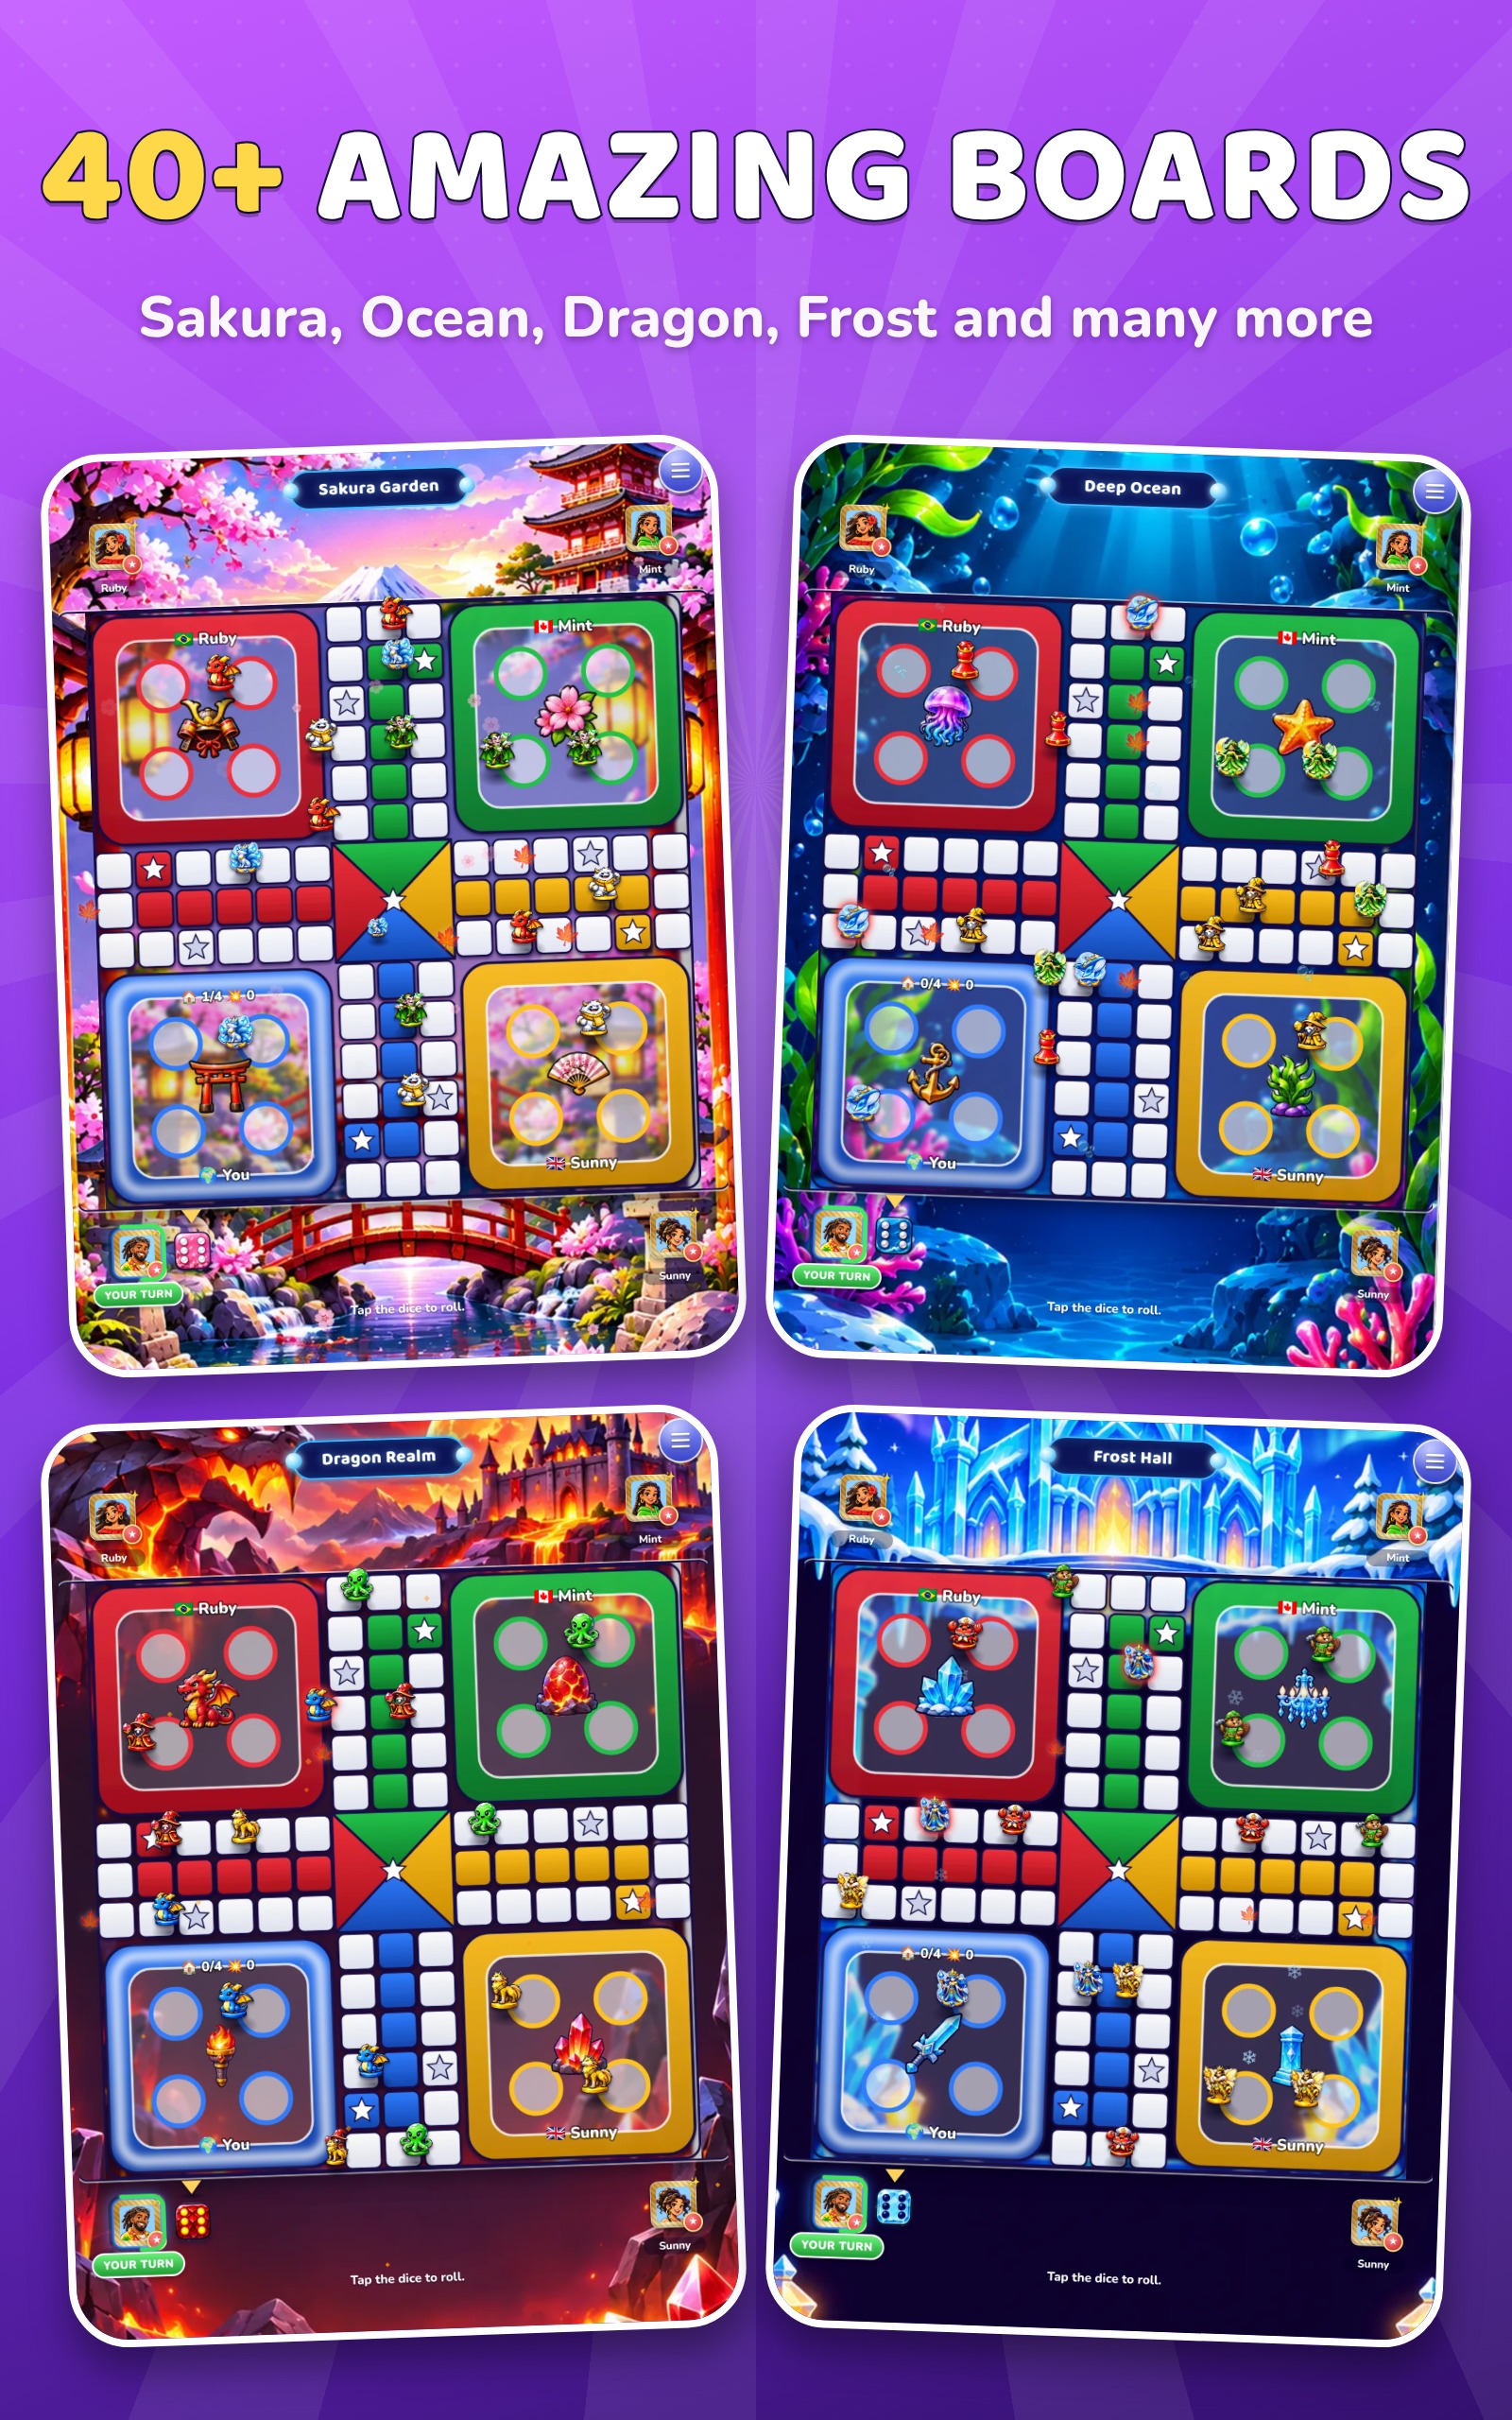 40+ AMAZING BOARDS
Sakura, Ocean, Dragon, Frost and many more
Sakura Garden
Ruby
Mint
Ruby
Mint
1/4 0
You
Sunny
YOUR TURN
Sunny
Tap the dice to roll.
Deep Ocean
Ruby
Mint
Ruby
Mint
0/4 0
You
Sunny
YOUR TURN
Sunny
Tap the dice to roll.
Dragon Realm
Ruby
Mint
Ruby
Mint
0/4 0
You
Sunny
YOUR TURN
Sunny
Tap the dice to roll.
Frost Hall
Ruby
Mint
Ruby
Mint
0/4 0
You
Sunny
YOUR TURN
Sunny
Tap the dice to roll.